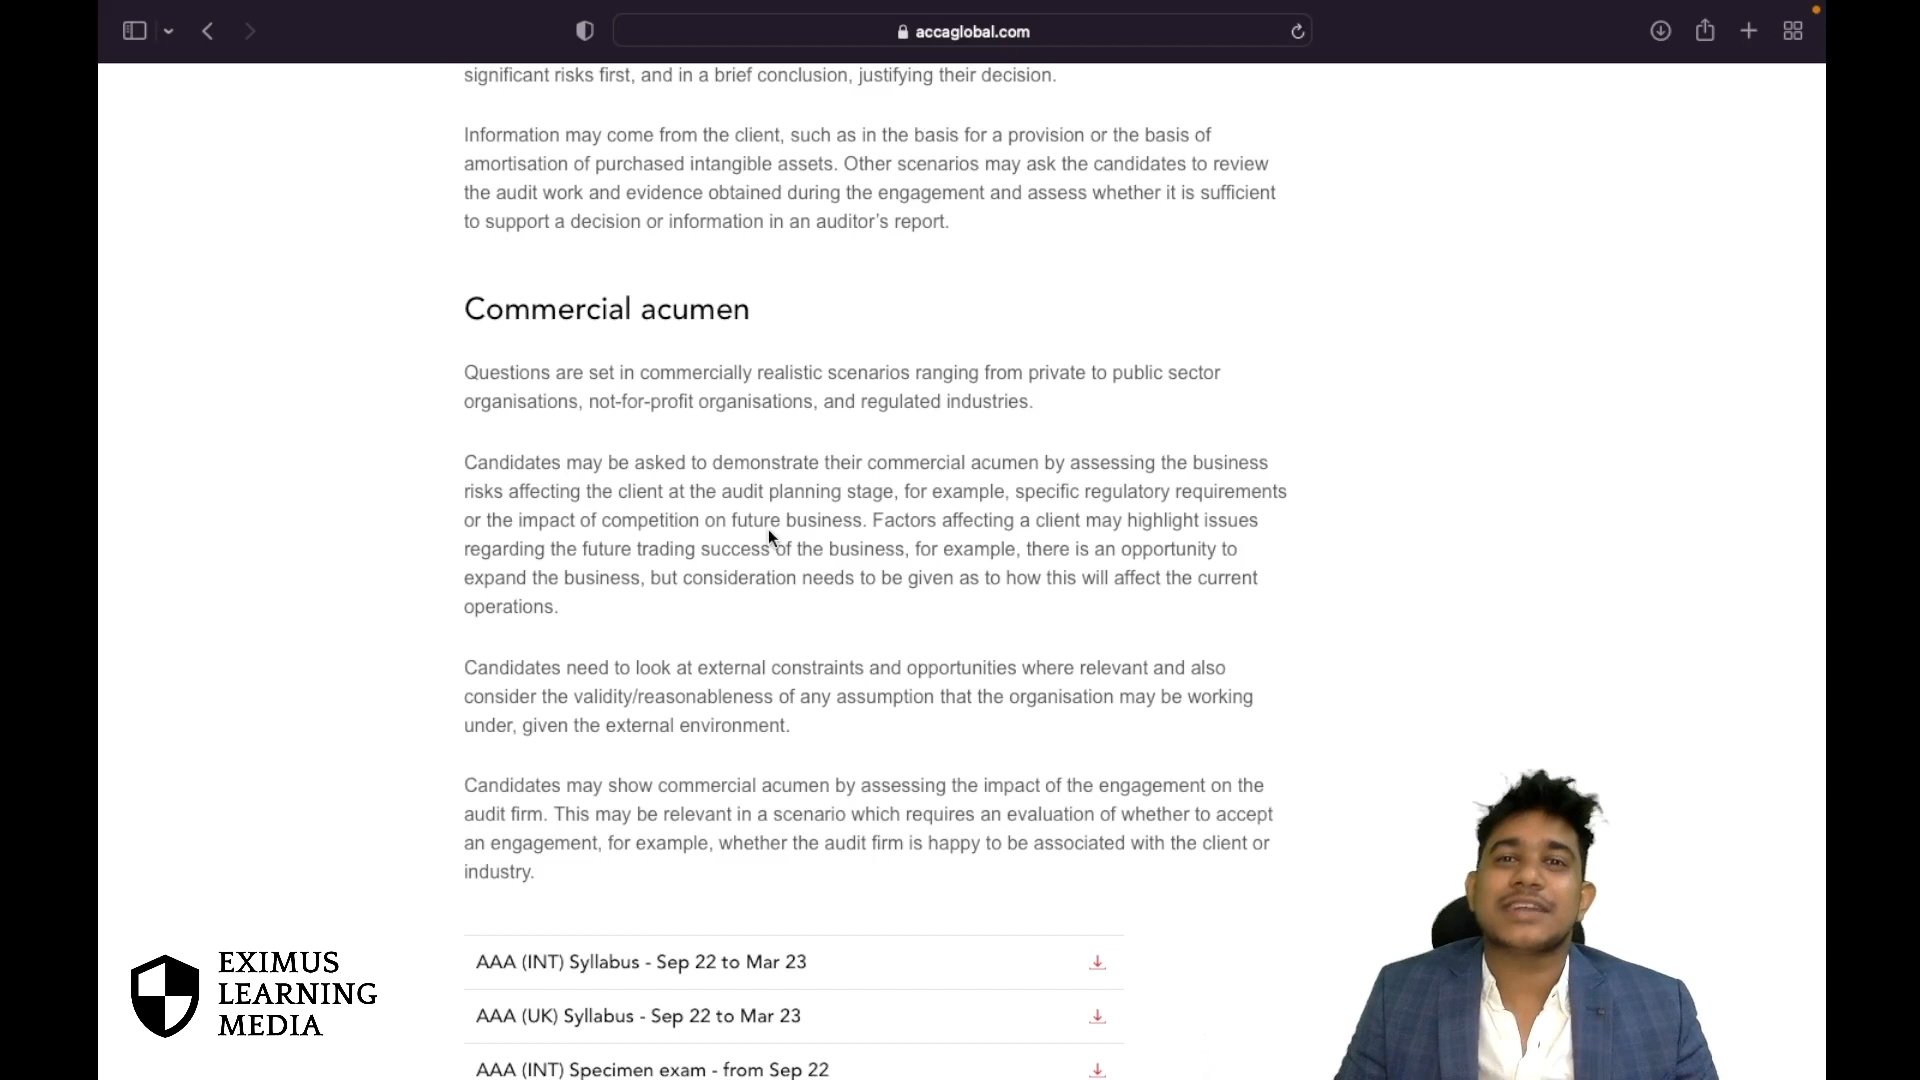 accaglobal.com
significant risks first, and in a brief conclusion, justifying their decision.
Information may come from the client, such as in the basis for a provision or the basis of
amortisation of purchased intangible assets. Other scenarios may ask the candidates to review
the audit work and evidence obtained during the engagement and assess whether it is sufficient
to support a decision or information in an auditor’s report.
Commercial acumen
Questions are set in commercially realistic scenarios ranging from private to public sector
organisations, not-for-profit organisations, and regulated industries.
Candidates may be asked to demonstrate their commercial acumen by assessing the business
risks affecting the client at the audit planning stage, for example, specific regulatory requirements
or the impact of competition on future business. Factors affecting a client may highlight issues
regarding the future trading success of the business, for example, there is an opportunity to
expand the business, but consideration needs to be given as to how this will affect the current
operations.
Candidates need to look at external constraints and opportunities where relevant and also
consider the validity/reasonableness of any assumption that the organisation may be working
under, given the external environment.
Candidates may show commercial acumen by assessing the impact of the engagement on the
audit firm. This may be relevant in a scenario which requires an evaluation of whether to accept
an engagement, for example, whether the audit firm is happy to be associated with the client or
industry.
AAA (INT) Syllabus - Sep 22 to Mar 23
AAA (UK) Syllabus - Sep 22 to Mar 23
AAA (INT) Specimen exam - from Sep 22
EXIMUS
LEARNING
MEDIA